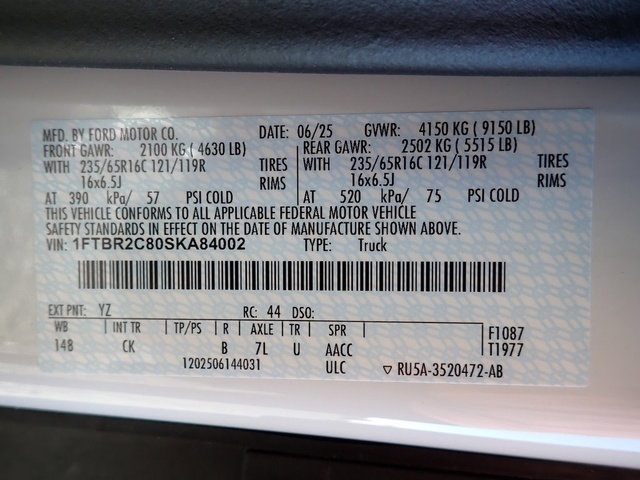 MFD. BY FORD MOTOR CO. DATE: 06/25 GVWR: 4150 KG ( 9150 LB)
FRONT GAWR: 2100 KG ( 4630 LB) REAR GAWR: 2502 KG ( 5515 LB)
WITH 235/65R16C 121/119R TIRES WITH 235/65R16C 121/119R TIRES
16x6.5J RIMS 16x6.5J RIMS
AT 390 kPa/ 57 PSI COLD AT 520 kPa/ 75 PSI COLD
THIS VEHICLE CONFORMS TO ALL APPLICABLE FEDERAL MOTOR VEHICLE
SAFETY STANDARDS IN EFFECT ON THE DATE OF MANUFACTURE SHOWN ABOVE.
VIN: 1FTBR2C80SKA84002 TYPE: Truck
EXT PNT: YZ RC: 44 DSO:
WB INT TR TP/PS R AXLE TR SPR F1087
148 CK B 7L U AACC T1977
1202506144031 ULC ▽ RU5A-3520472-AB